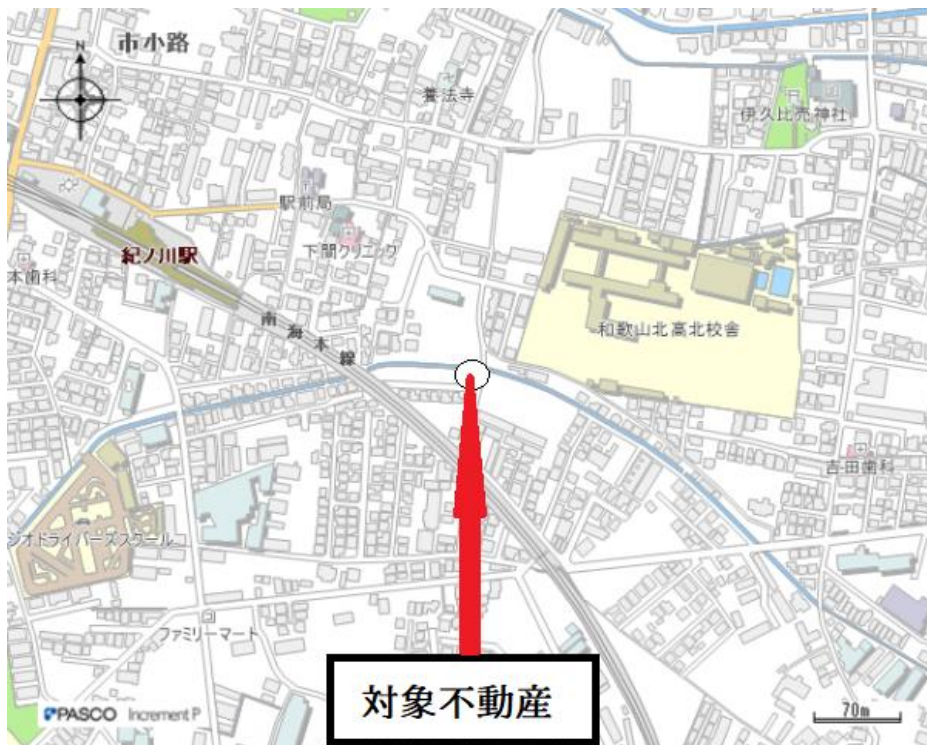 市小路
N
養法寺
伊久比売神社
駅前局
下間クリニック
紀ノ川駅
本歯科
南海本線
和歌山北高北校舎
吉田歯科
ジオドライバーズスクール
ファミリーマート
対象不動産
PASCO Increment P
70m